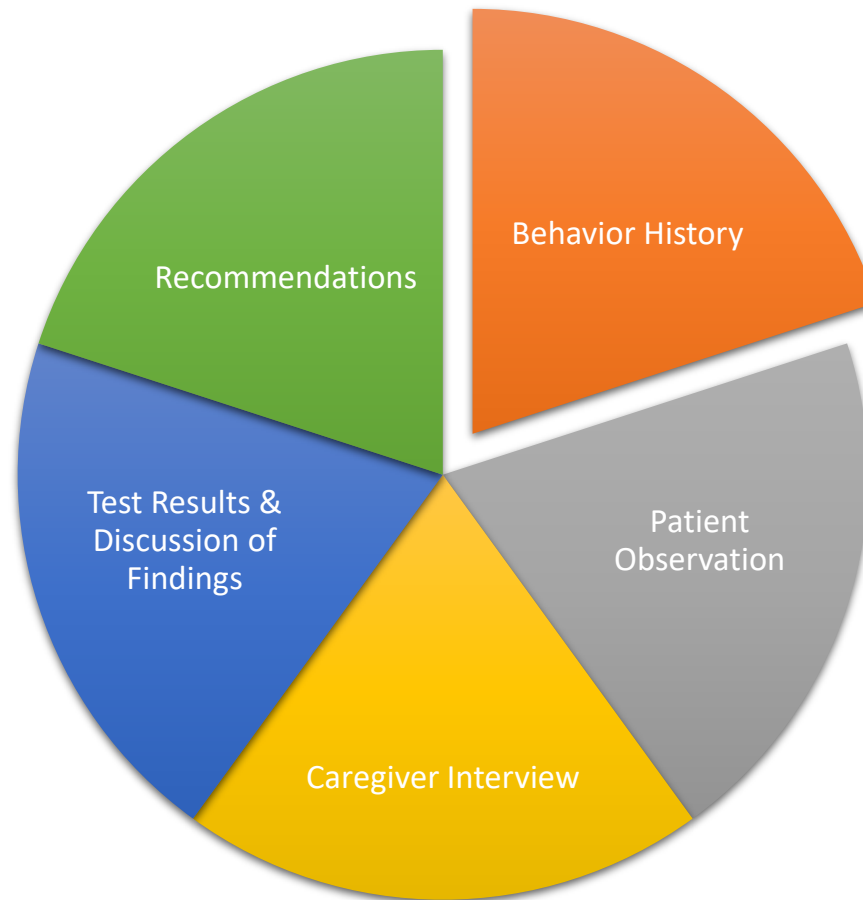 Behavior History
Recommendations
Patient
Observation
Test Results &
Discussion of
Findings
Caregiver Interview